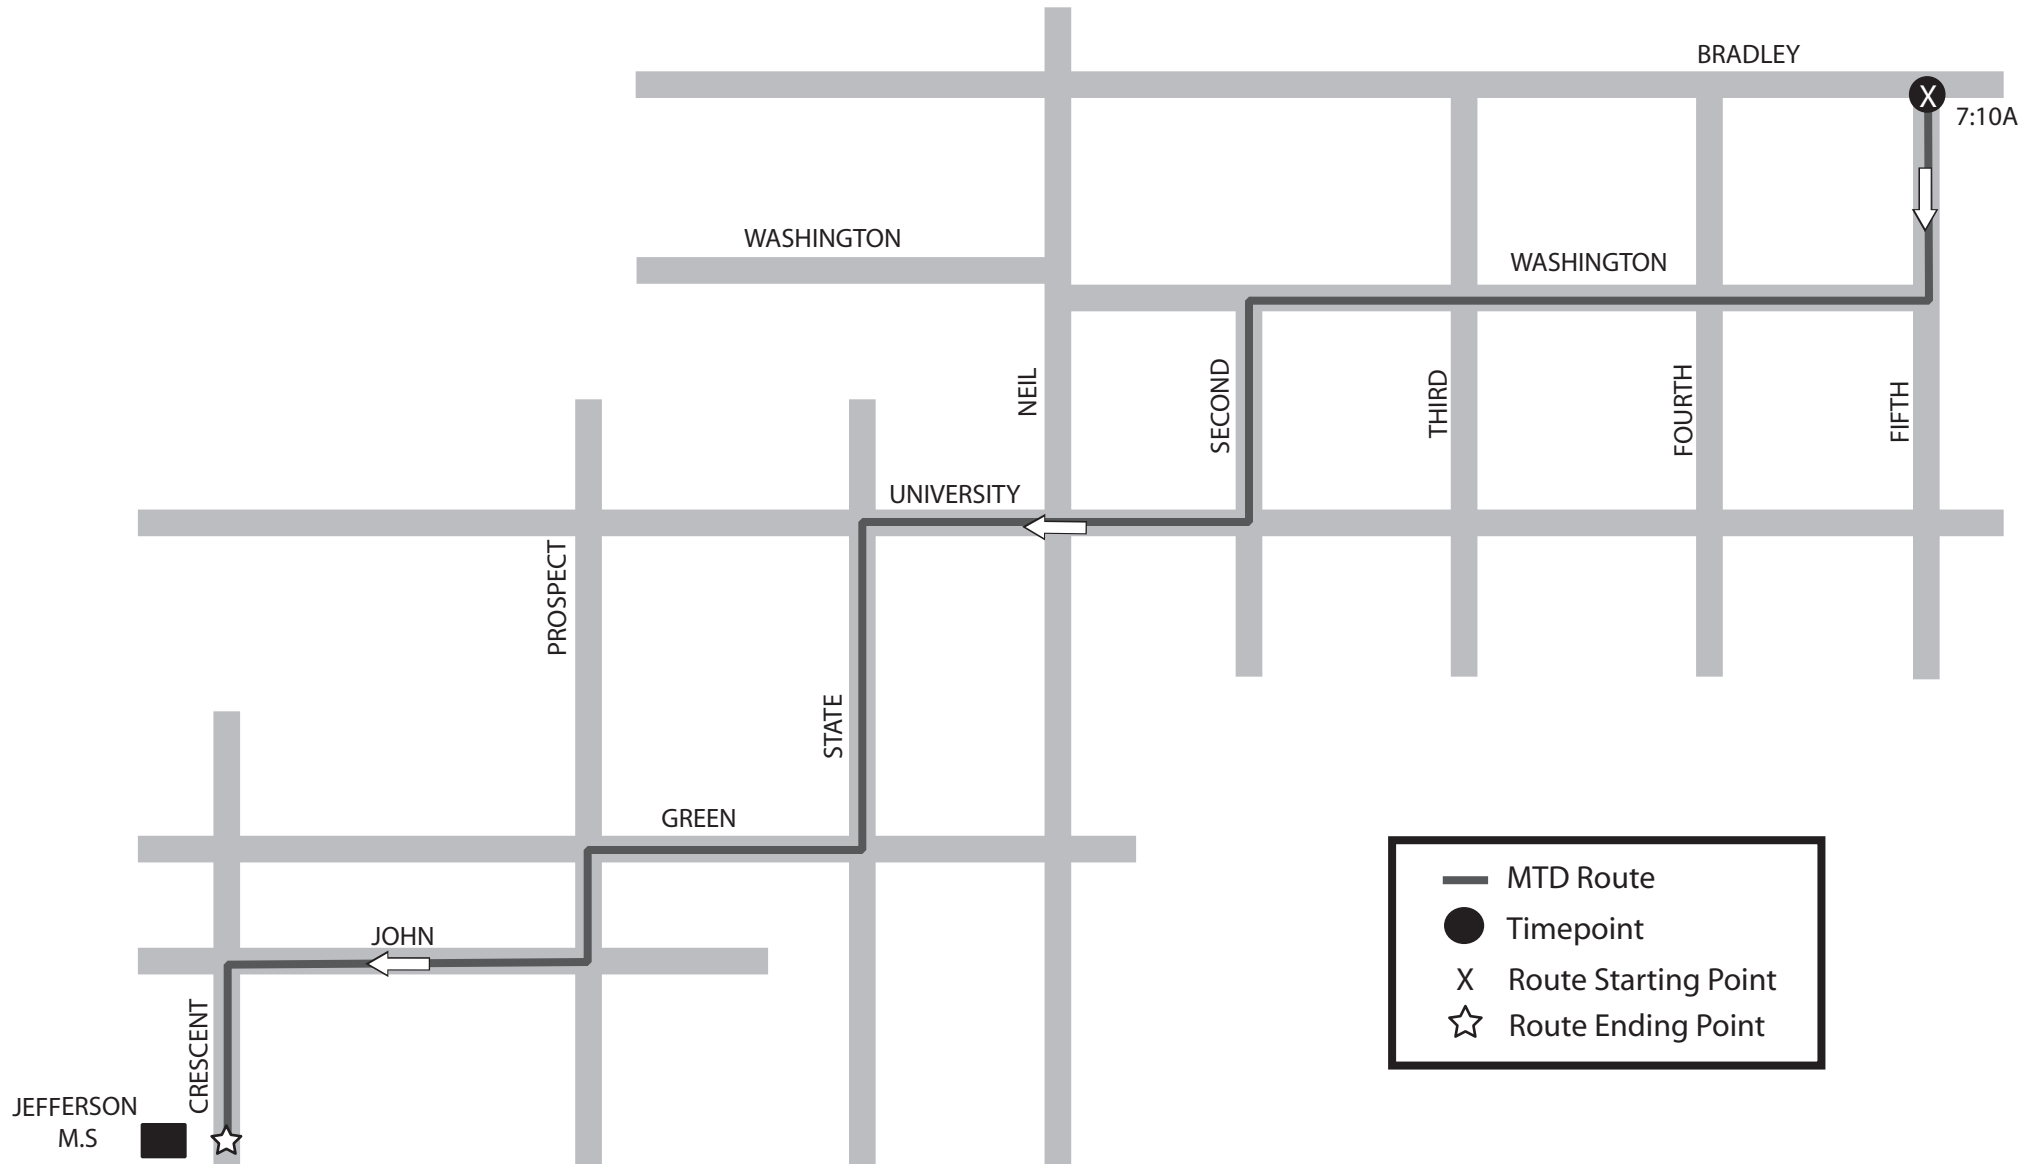 BRADLEY
X
7:10A
WASHINGTON
WASHINGTON
NEIL
SECOND
THIRD
FOURTH
FIFTH
UNIVERSITY
PROSPECT
STATE
GREEN
JOHN
CRESCENT
JEFFERSON
M.S
MTD Route
Timepoint
X Route Starting Point
Route Ending Point